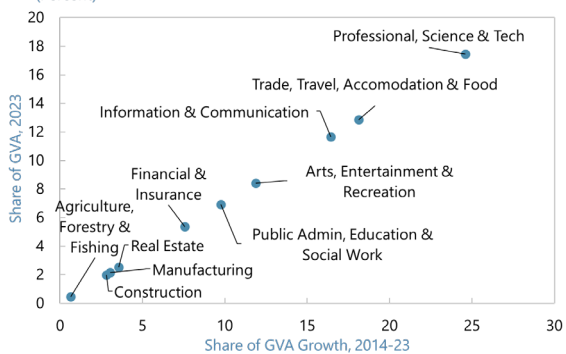 20
18
16
14
12
10
8
6
4
2
0
Share of GVA, 2023
Professional, Science & Tech
Trade, Travel, Accomodation & Food
Information & Communication
Financial &
Insurance
Arts, Entertainment &
Recreation
Agriculture,
Forestry &
Fishing
Real Estate
Public Admin, Education &
Social Work
Manufacturing
Construction
0 5 10 15 20 25 30
Share of GVA Growth, 2014-23